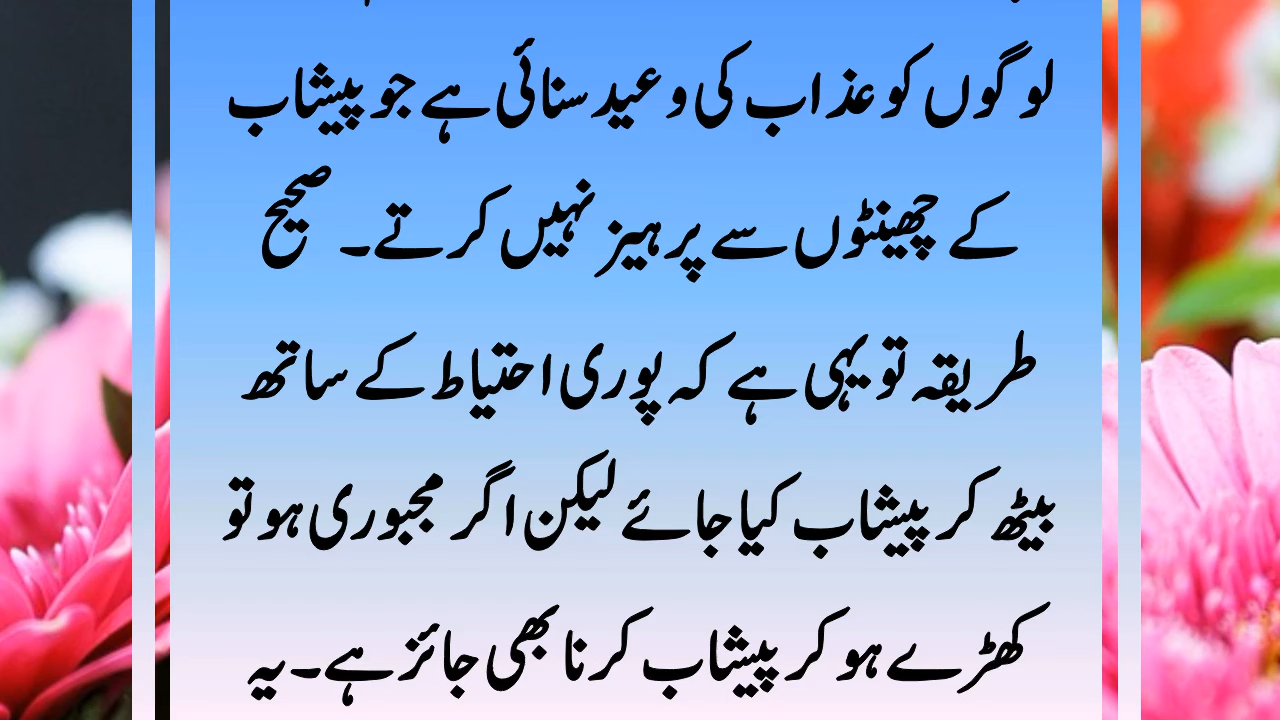 لوگوں کو عذاب کی وعید سنائی ہے جو پیشاب
کے چھینٹوں سے پرہیز نہیں کرتے۔ صحیح
طریقہ تو یہی ہے کہ پوری احتیاط کے ساتھ
بیٹھ کر پیشاب کیا جائے لیکن اگر مجبوری ہو تو
کھڑے ہو کر پیشاب کرنا بھی جائز ہے۔ یہ